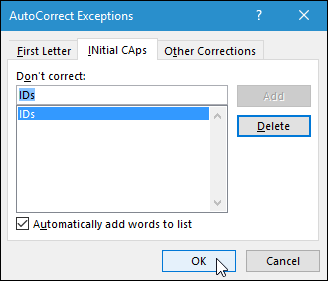 AutoCorrect Exceptions ?
First Letter INitial CAps Other Corrections
Don't correct:
IDs Add
IDs
Delete
Automatically add words to list
OK Cancel